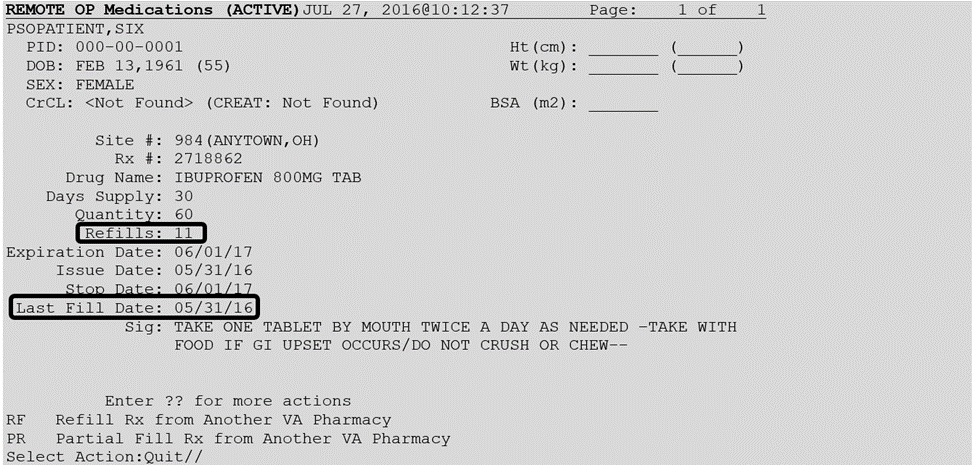 REMOTE OP Medications (ACTIVE) JUL 27, 2016@10:12:37 Page: 1 of 1
PSOPATIENT,SIX
PID: 000-00-0001 Ht(cm): _______ (______)
DOB: FEB 13,1961 (55) Wt(kg): _______ (______)
SEX: FEMALE
CrCL: <Not Found> (CREAT: Not Found) BSA (m2): _______
Site #: 984(ANYTOWN,OH)
Rx #: 2718862
Drug Name: IBUPROFEN 800MG TAB
Days Supply: 30
Quantity: 60
Refills: 11
Expiration Date: 06/01/17
Issue Date: 05/31/16
Stop Date: 06/01/17
Last Fill Date: 05/31/16
Sig: TAKE ONE TABLET BY MOUTH TWICE A DAY AS NEEDED -TAKE WITH
FOOD IF GI UPSET OCCURS/DO NOT CRUSH OR CHEW--
Enter ?? for more actions
RF Refill Rx from Another VA Pharmacy
PR Partial Fill Rx from Another VA Pharmacy
Select Action:Quit//